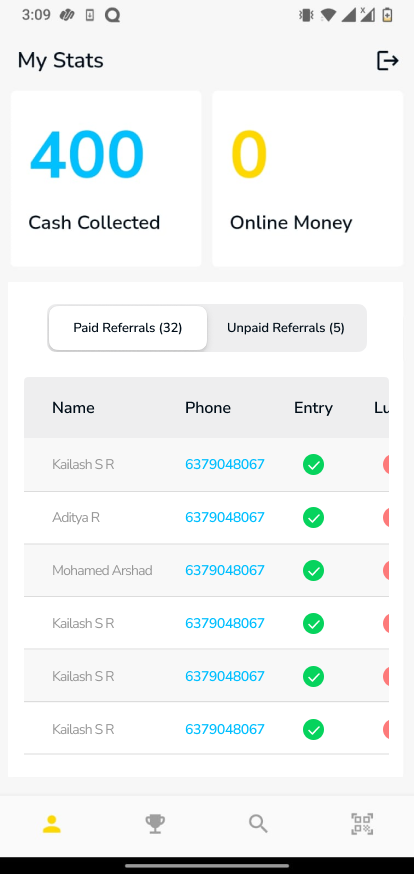 3:09
My Stats
400
0
Cash Collected
Online Money
Paid Referrals (32)
Unpaid Referrals (5)
Name Phone Entry Lu
Kailash S R 6379048067
Aditya R 6379048067
Mohamed Arshad 6379048067
Kailash S R 6379048067
Kailash S R 6379048067
Kailash S R 6379048067